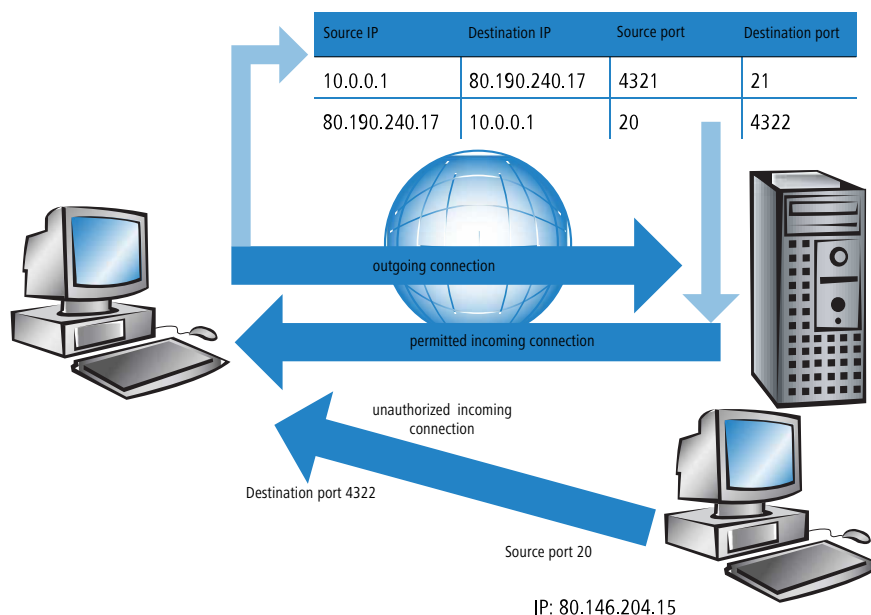 Source IP Destination IP Source port Destination port
10.0.0.1 80.190.240.17 4321 21
80.190.240.17 10.0.0.1 20 4322
outgoing connection
permitted incoming connection
unauthorized incoming
connection
Destination port 4322
Source port 20
IP: 80.146.204.15